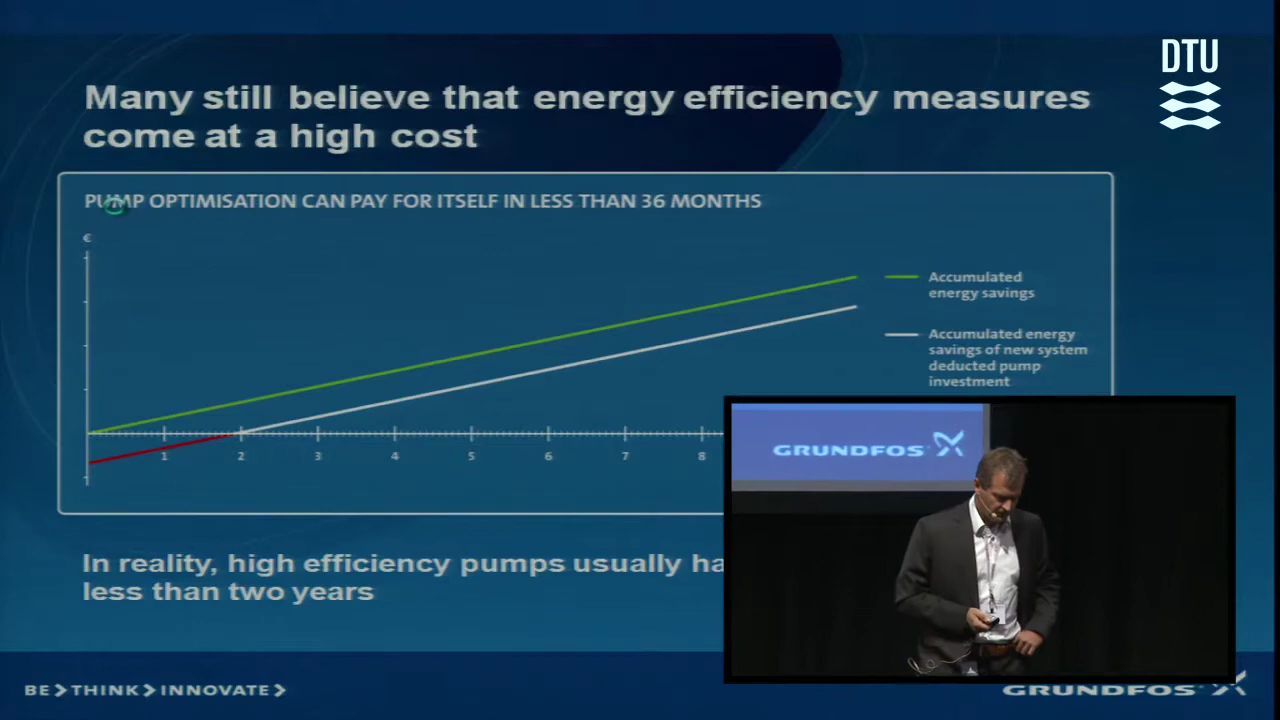 DTU
Many still believe that energy efficiency measures
come at a high cost
PUMP OPTIMISATION CAN PAY FOR ITSELF IN LESS THAN 36 MONTHS
€
Accumulated
energy savings
Accumulated energy
savings of new system
deducted pump
investment
1 2 3 4 5 6 7 8
GRUNDFOS
In reality, high efficiency pumps usually ha
less than two years
BE > THINK > INNOVATE >
GRUNDFOS